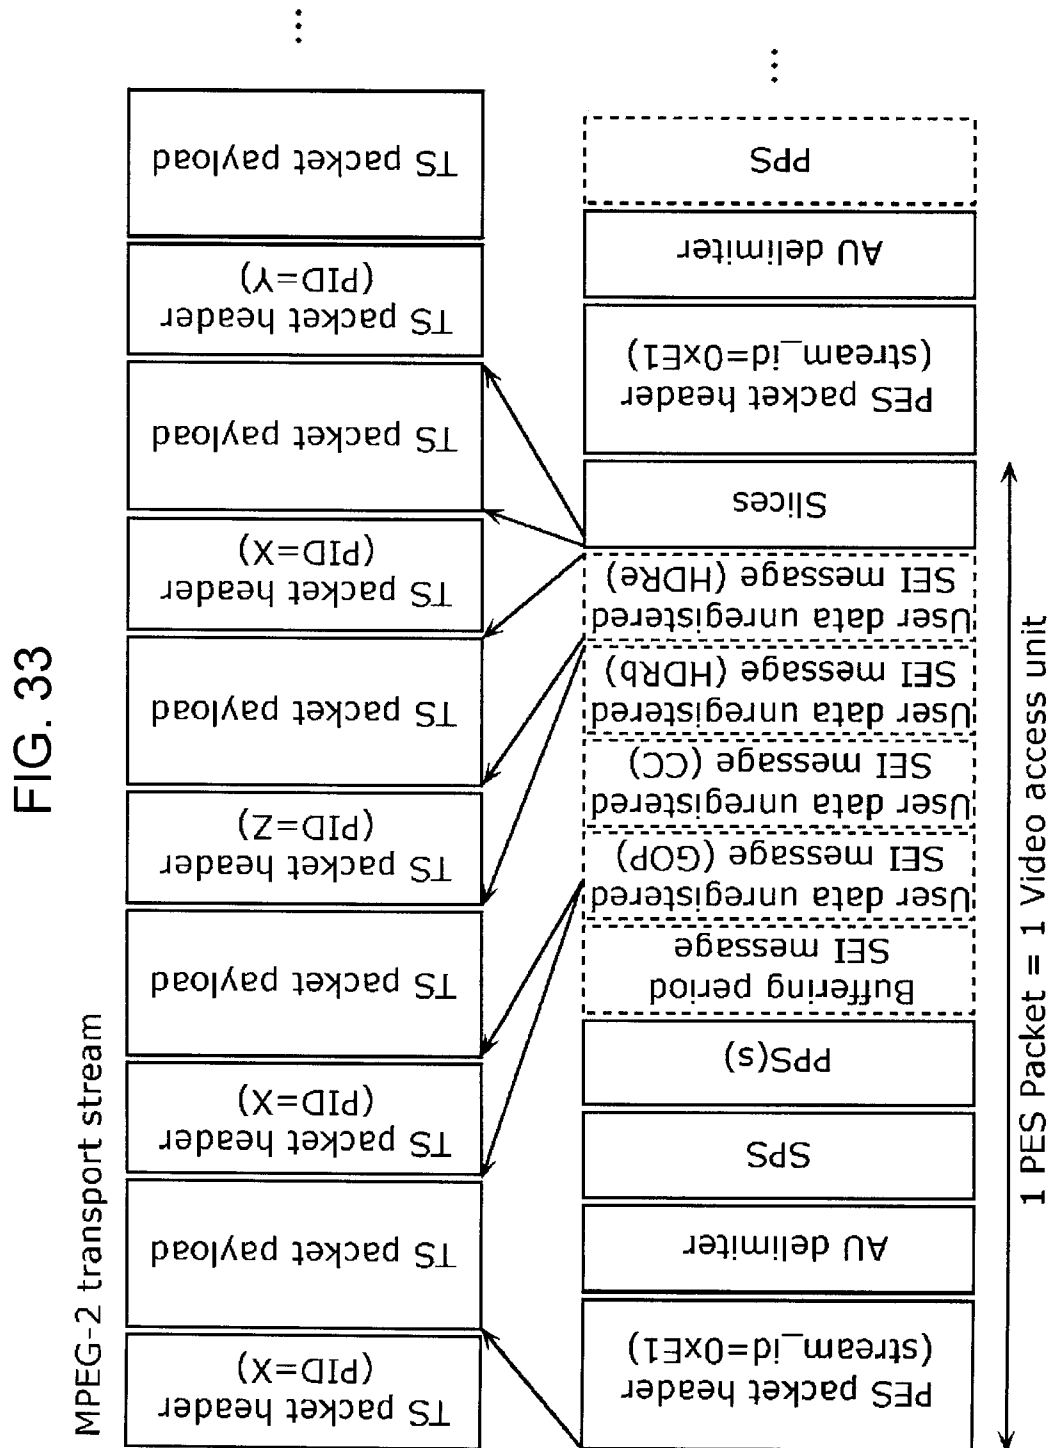 FIG. 33
MPEG-2 transport stream
TS packet header
(PID=X)
TS packet payload
TS packet header
(PID=X)
TS packet payload
TS packet header
(PID=Z)
TS packet payload
TS packet header
(PID=X)
TS packet payload
TS packet header
(PID=Y)
TS packet payload
...
PES packet header
(stream_id=0xE1)
AU delimiter
SPS
PPS(s)
Buffering period
SEI message
User data unregistered
SEI message (GOP)
User data unregistered
SEI message (CC)
User data unregistered
SEI message (HDRb)
User data unregistered
SEI message (HDRe)
Slices
PES packet header
(stream_id=0xE1)
AU delimiter
PPS
...
1 PES Packet = 1 Video access unit